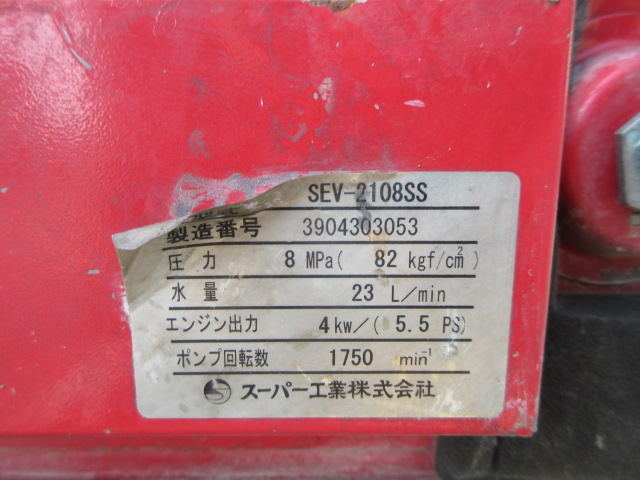 SEV-2108SS
製造番号 3904303053
圧力 8 MPa( 82 kgf/cm²)
水量 23 L/min
エンジン出力 4kw/( 5.5 PS)
ポンプ回転数 1750 min⁻¹
スーパー工業株式会社